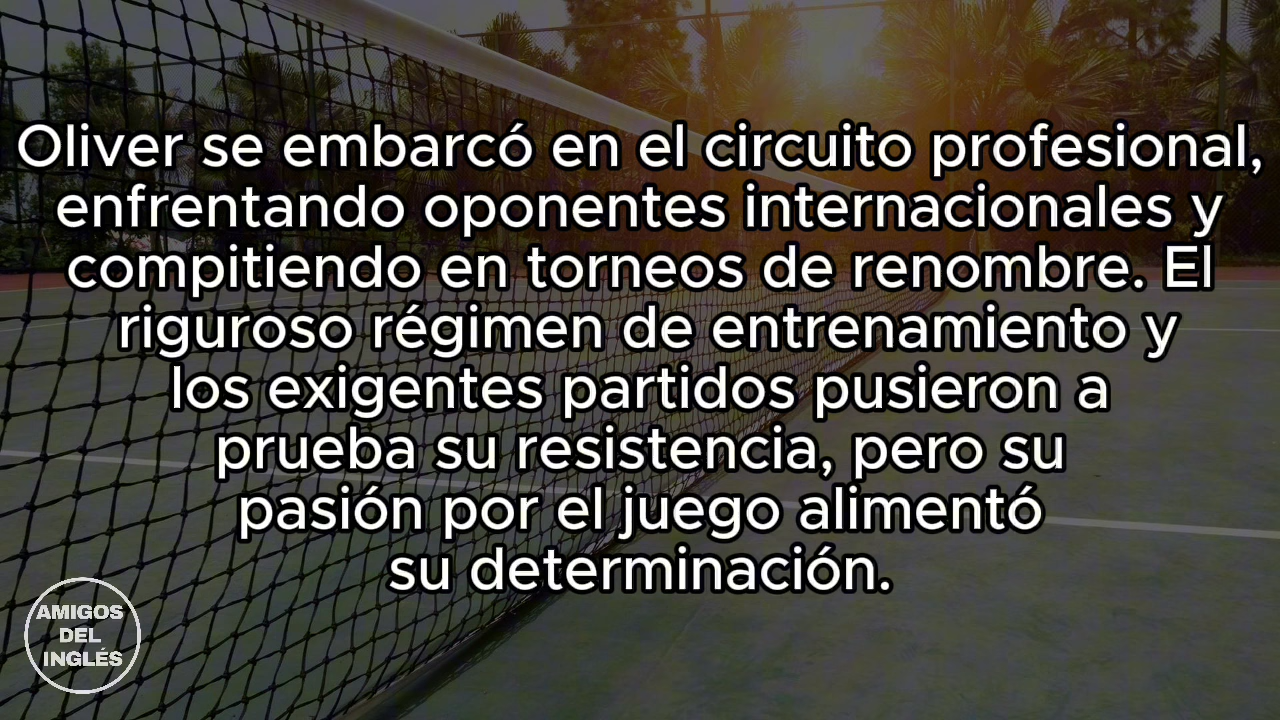 Oliver se embarcó en el circuito profesional,
enfrentando oponentes internacionales y
compitiendo en torneos de renombre. El
riguroso régimen de entrenamiento y
los exigentes partidos pusieron a
prueba su resistencia, pero su
pasión por el juego alimentó
su determinación.
AMIGOS
DEL
INGLÉS